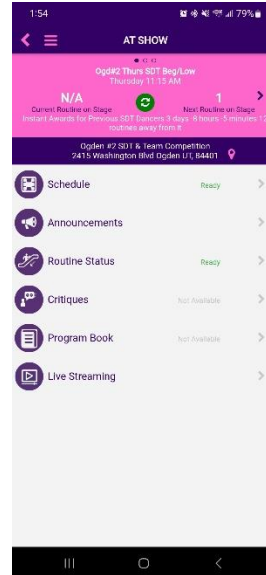 1:54
79%
AT SHOW
Ogd#2 Thurs SDT Beg/Low
Thursday 11:15 AM
N/A
1
Current Routine on Stage
Next Routine on Stage
Instant Awards for Previous SDT Dancers 3 days -8 hours -5 minutes 12
routines away from it
Ogden #2 SDT & Team Competition
2415 Washington Blvd Ogden UT, 84401
Schedule
Ready
Announcements
Routine Status
Ready
Critiques
Not Available
Program Book
Not Available
Live Streaming